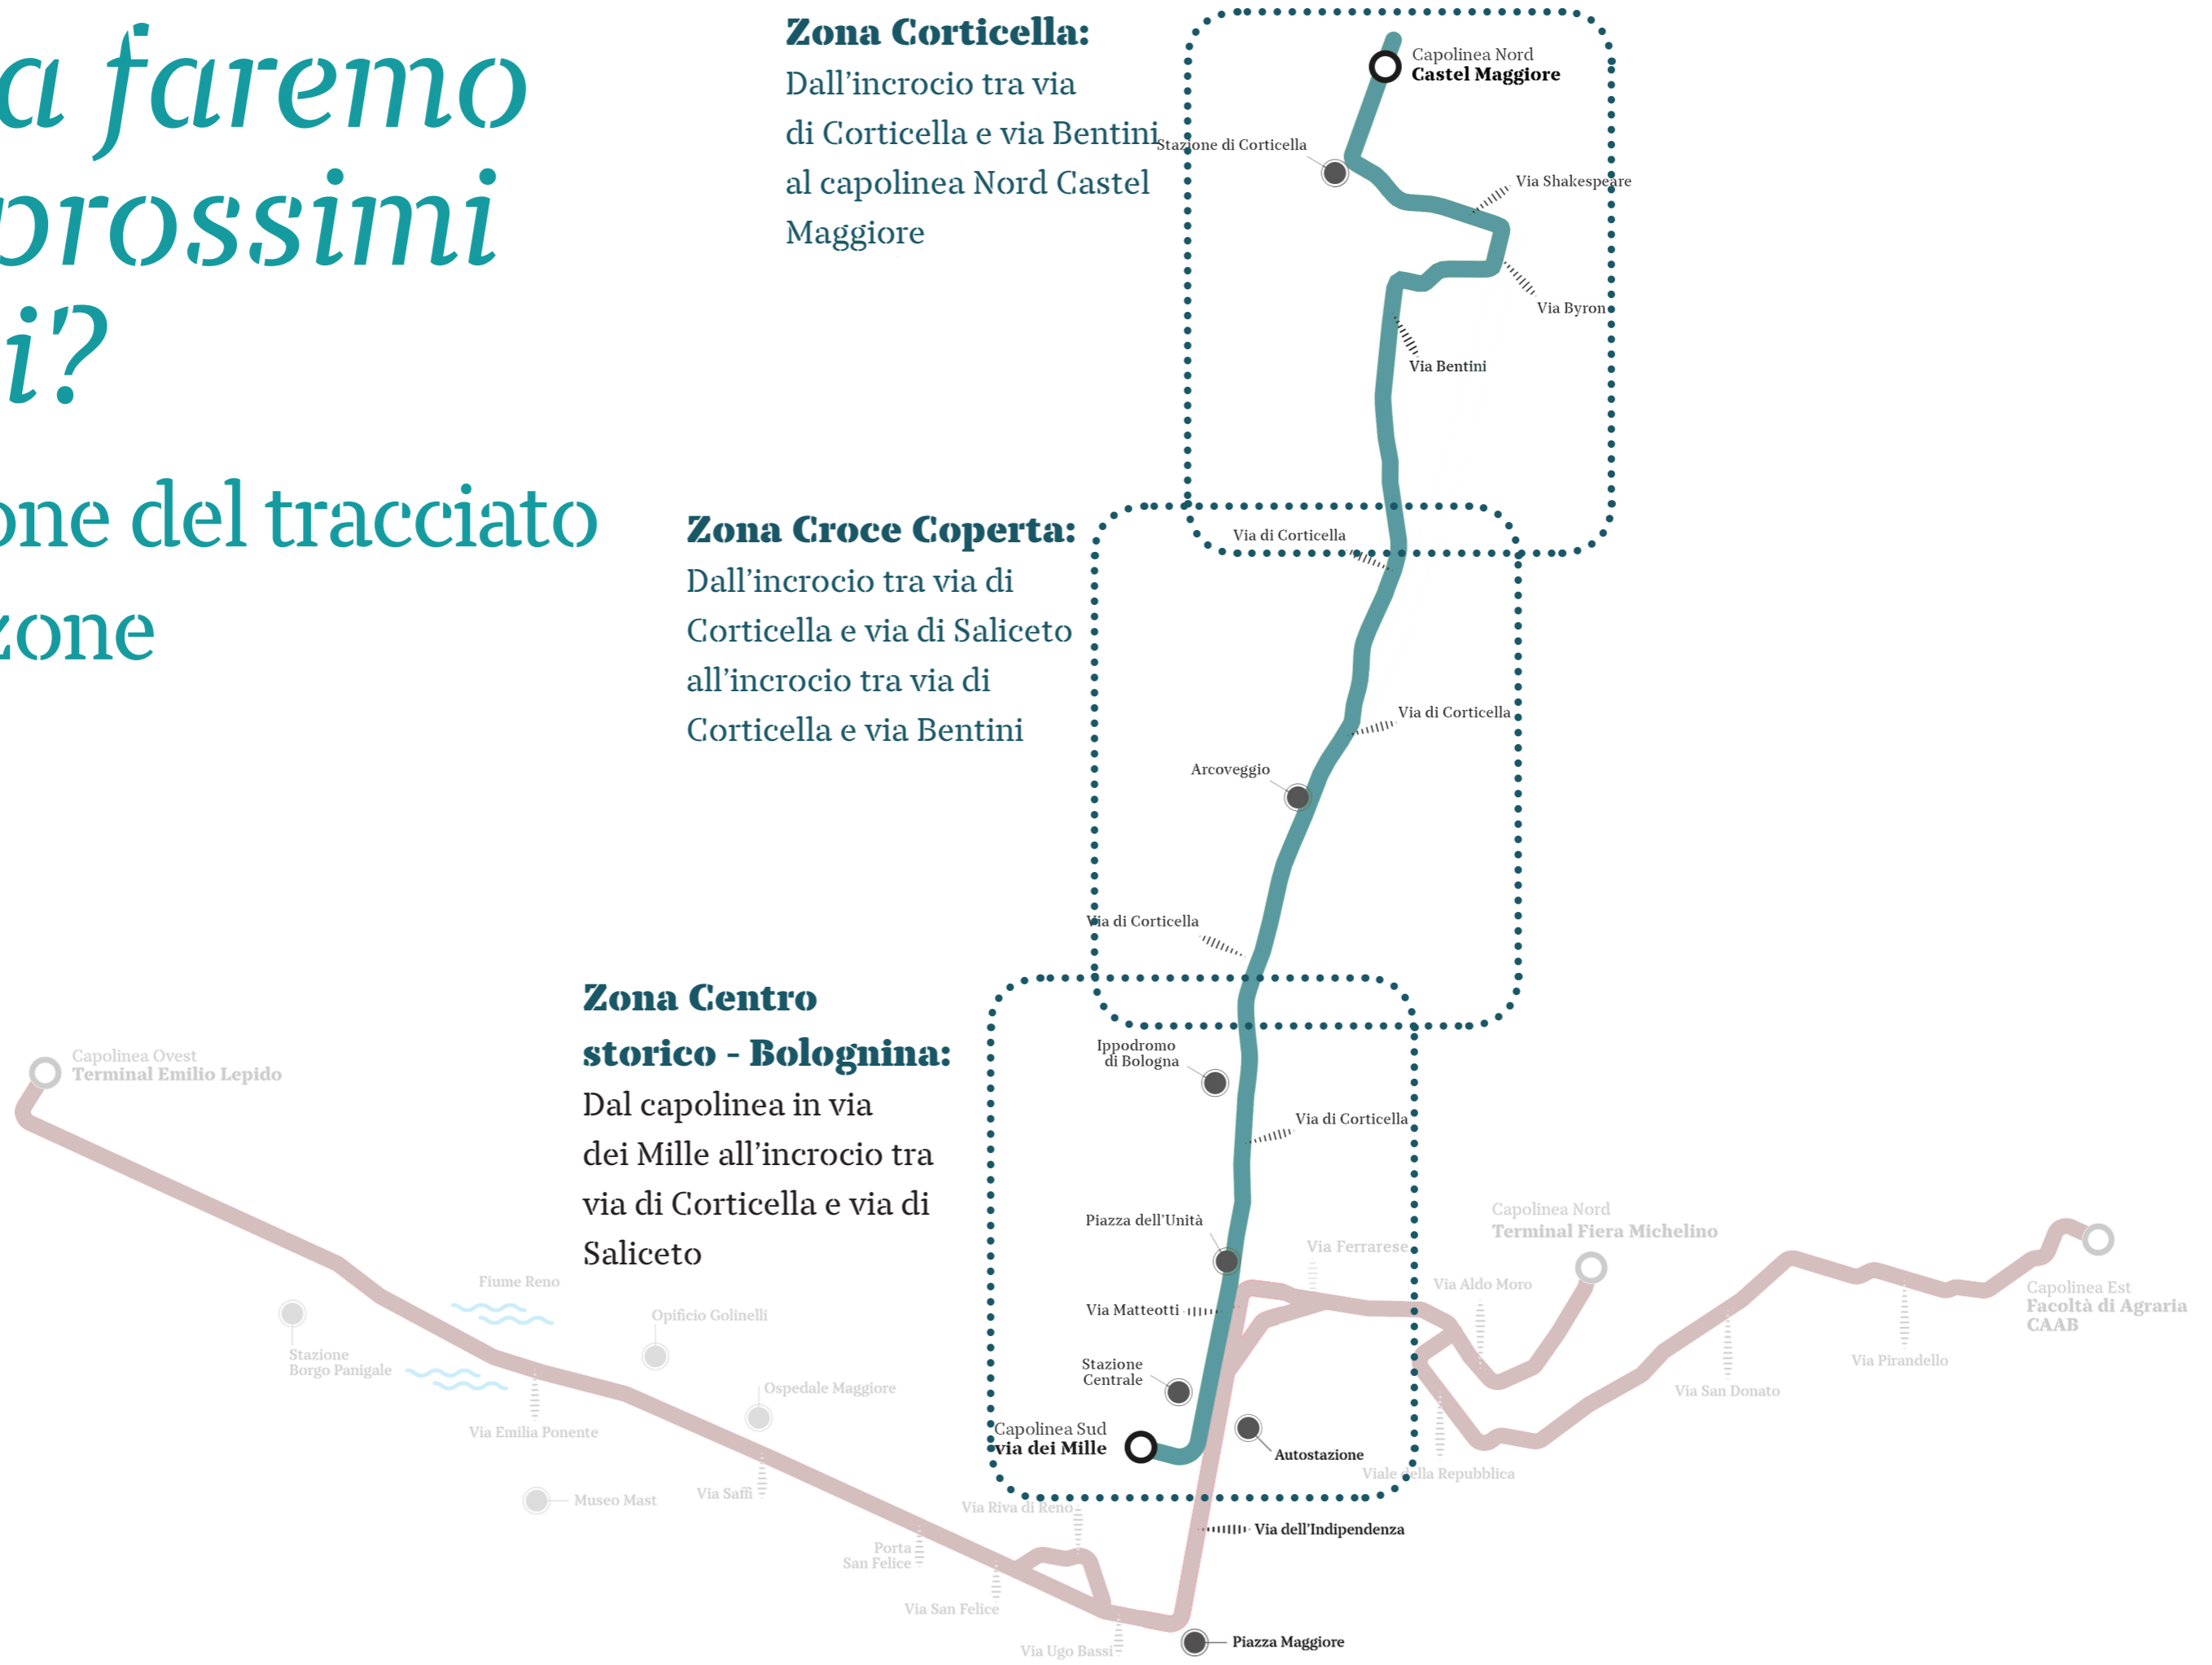 a faremo
prossimi
i?
one del tracciato
zone
Zona Corticella:
Dall’incrocio tra via
di Corticella e via Bentini
al capolinea Nord Castel
Maggiore
Capolinea Nord
Castel Maggiore
Stazione di Corticella
Via Shakespeare
Via Byron
Via Bentini
Zona Croce Coperta:
Dall’incrocio tra via di
Corticella e via di Saliceto
all’incrocio tra via di
Corticella e via Bentini
Via di Corticella
Via di Corticella
Arcoveggio
Via di Corticella
Zona Centro
storico - Bolognina:
Dal capolinea in via
dei Mille all’incrocio tra
via di Corticella e via di
Saliceto
Ippodromo
di Bologna
Via di Corticella
Piazza dell’Unità
Via Matteotti
Stazione
Centrale
Capolinea Sud
via dei Mille
Autostazione
Via dell’Indipendenza
Piazza Maggiore
Capolinea Ovest
Terminal Emilio Lepido
Stazione
Borgo Panigale
Fiume Reno
Via Emilia Ponente
Opificio Golinelli
Ospedale Maggiore
Museo Mast
Via Saffi
Porta
San Felice
Via San Felice
Via Riva di Reno
Via Ugo Bassi
Via Ferrarese
Capolinea Nord
Terminal Fiera Michelino
Via Aldo Moro
Viale della Repubblica
Via San Donato
Via Pirandello
Capolinea Est
Facoltà di Agraria
CAAB